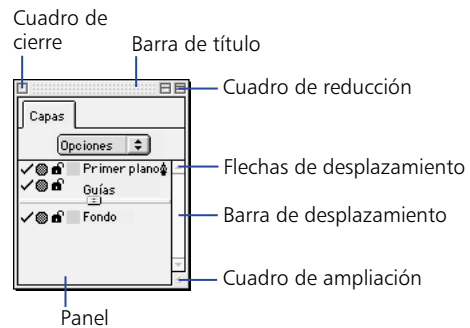 Cuadro de
cierre
Barra de título
Cuadro de reducción
Capas
Opciones
Primer plano
Flechas de desplazamiento
Guías
Barra de desplazamiento
Fondo
Cuadro de ampliación
Panel